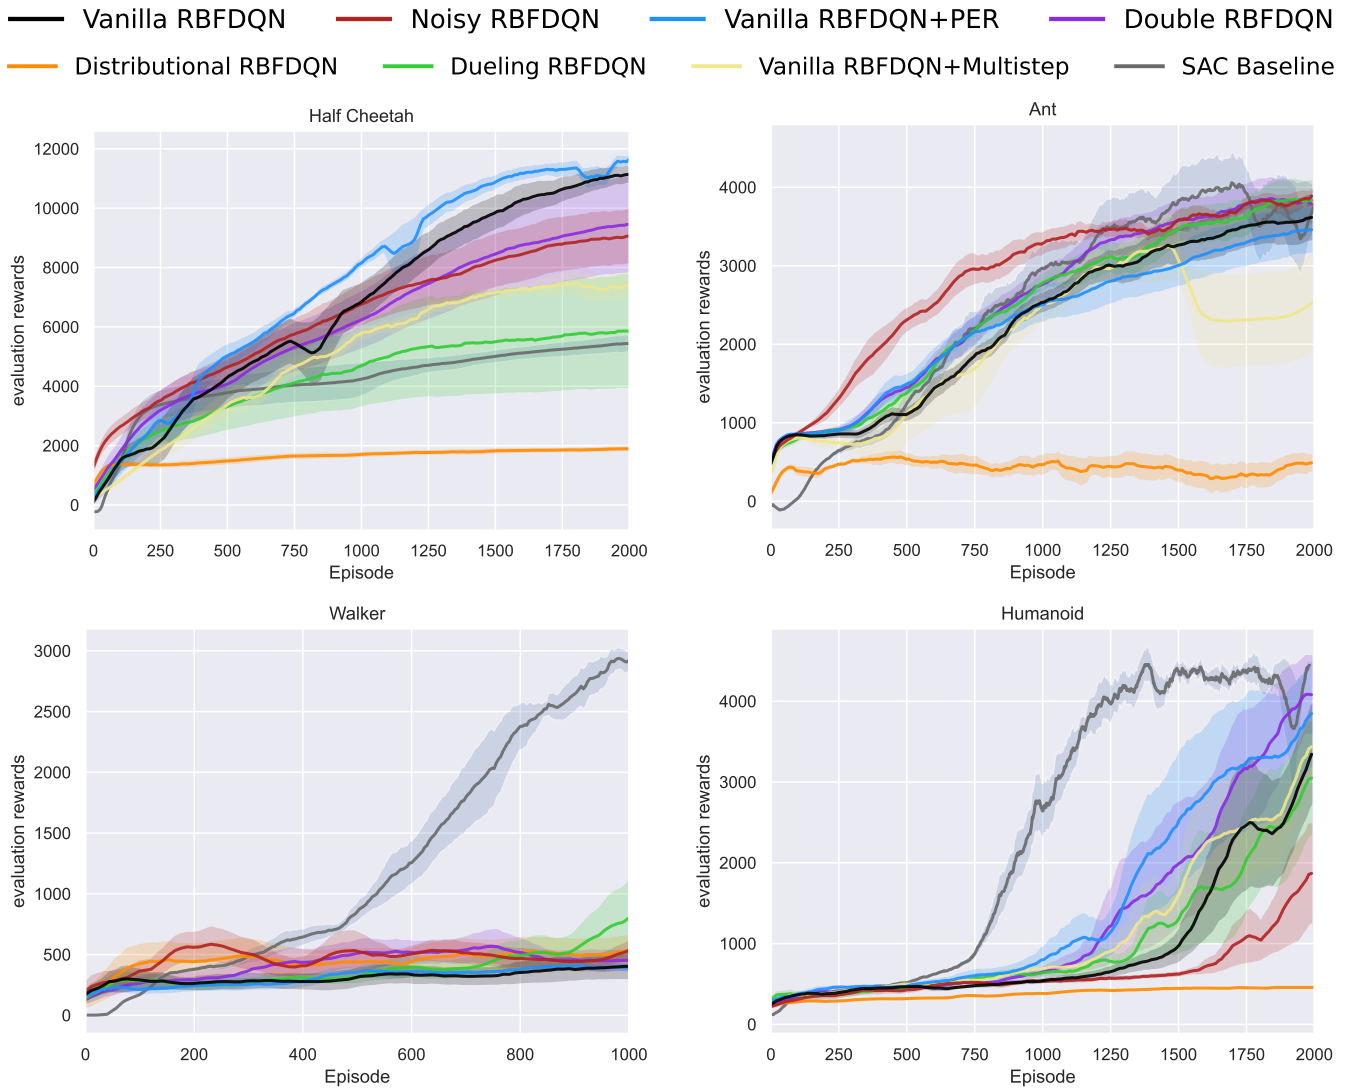 Vanilla RBFDQN Noisy RBFDQN Vanilla RBFDQN+PER Double RBFDQN
Distributional RBFDQN Dueling RBFDQN Vanilla RBFDQN+Multistep SAC Baseline
Half Cheetah
12000
10000
8000
6000
4000
2000
0
evaluation rewards
0 250 500 750 1000 1250 1500 1750 2000
Episode
Ant
4000
3000
2000
1000
0
evaluation rewards
0 250 500 750 1000 1250 1500 1750 2000
Episode
Walker
3000
2500
2000
1500
1000
500
0
evaluation rewards
0 200 400 600 800 1000
Episode
Humanoid
4000
3000
2000
1000
0
evaluation rewards
0 250 500 750 1000 1250 1500 1750 2000
Episode